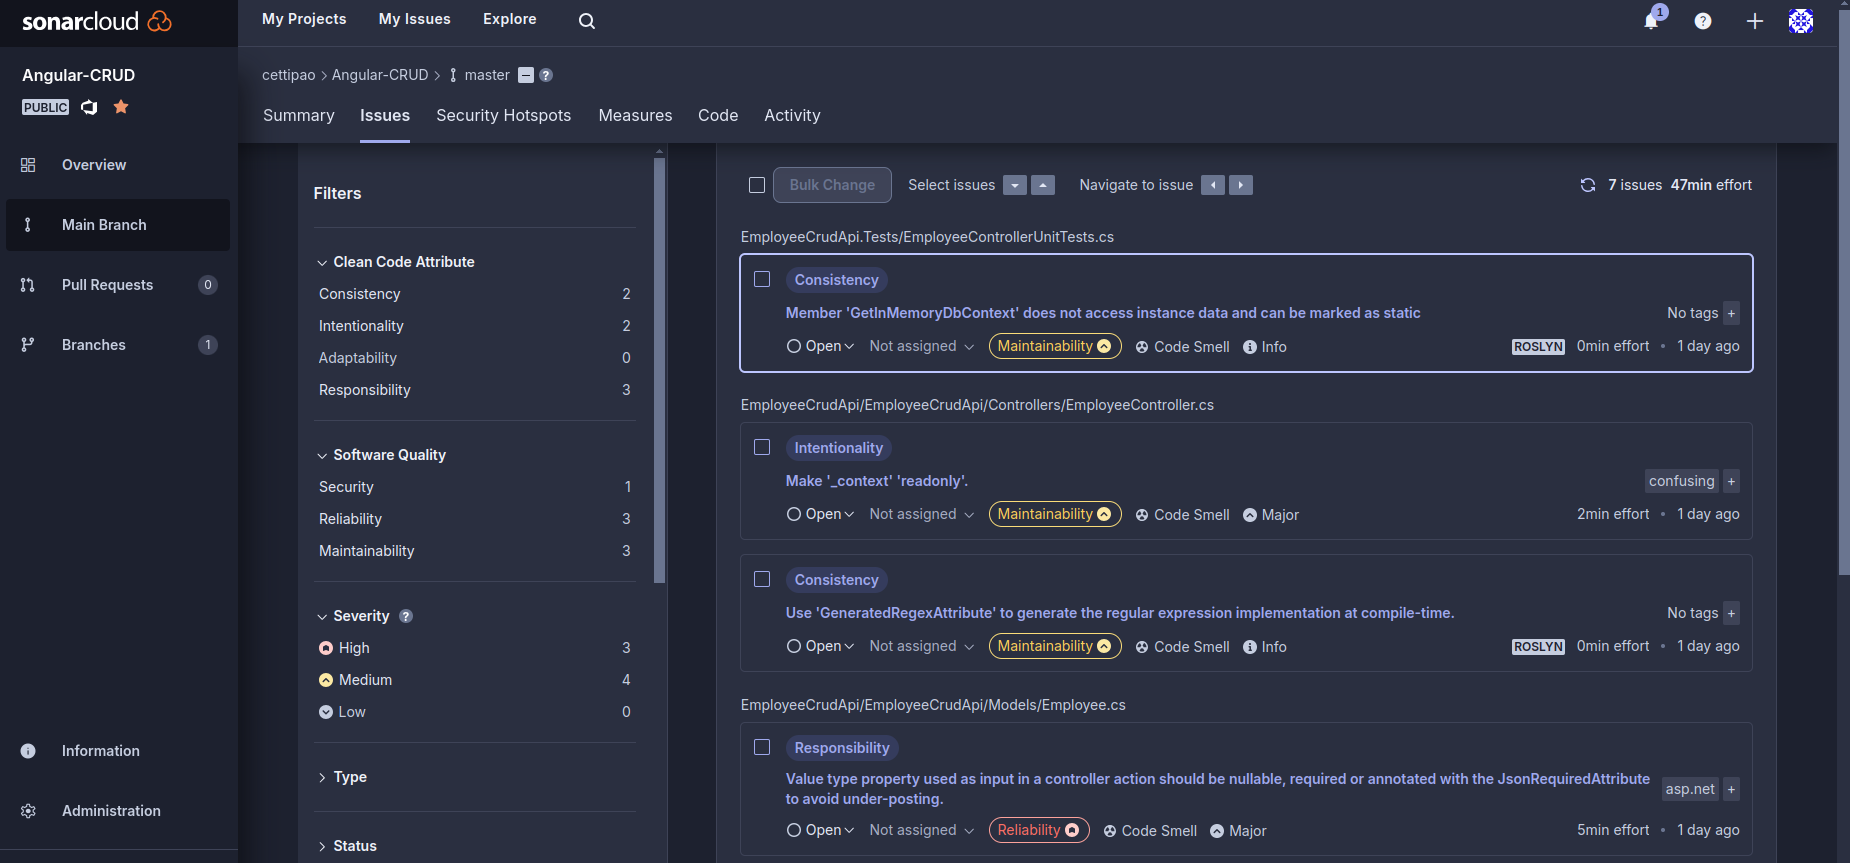 sonarcloud
My Projects My Issues Explore
1
?
Angular-CRUD
PUBLIC
Overview
Main Branch
Pull Requests 0
Branches 1
Information
Administration
cettipao > Angular-CRUD > master ?
Summary Issues Security Hotspots Measures Code Activity
Filters
Clean Code Attribute
Consistency 2
Intentionality 2
Adaptability 0
Responsibility 3
Software Quality
Security 1
Reliability 3
Maintainability 3
Severity ?
High 3
Medium 4
Low 0
Type
Status
Bulk Change Select issues Navigate to issue 7 issues 47min effort
EmployeeCrudApi.Tests/EmployeeControllerUnitTests.cs
Consistency
Member 'GetInMemoryDbContext' does not access instance data and can be marked as static No tags +
Open Not assigned Maintainability Code Smell Info ROSLYN 0min effort • 1 day ago
EmployeeCrudApi/EmployeeCrudApi/Controllers/EmployeeController.cs
Intentionality
Make '_context' 'readonly'. confusing +
Open Not assigned Maintainability Code Smell Major 2min effort • 1 day ago
Consistency
Use 'GeneratedRegexAttribute' to generate the regular expression implementation at compile-time. No tags +
Open Not assigned Maintainability Code Smell Info ROSLYN 0min effort • 1 day ago
EmployeeCrudApi/EmployeeCrudApi/Models/Employee.cs
Responsibility
Value type property used as input in a controller action should be nullable, required or annotated with the JsonRequiredAttribute
to avoid under-posting. asp.net +
Open Not assigned Reliability Code Smell Major 5min effort • 1 day ago